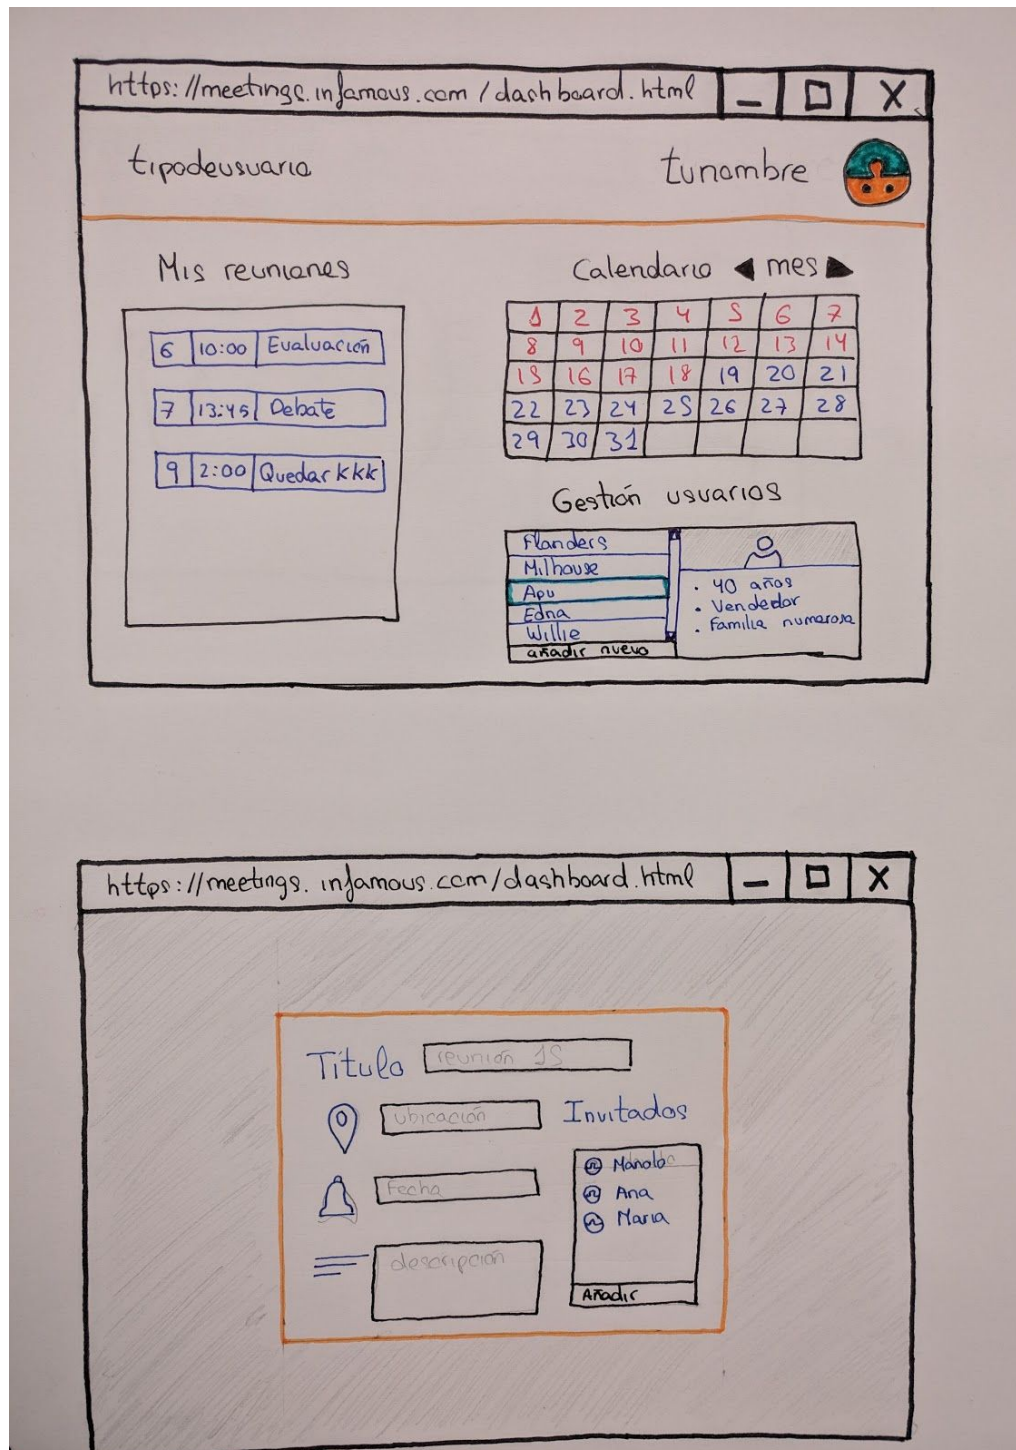 https://meetings.infamous.com/dashboard.html
tipodeusuario
tunombre
Mis reuniones
6 10:00 Evaluación
7 13:45 Debate
9 2:00 Quedar kkk
Calendario mes
1 2 3 4 5 6 7
8 9 10 11 12 13 14
15 16 17 18 19 20 21
22 23 24 25 26 27 28
29 30 31
Gestión usuarios
Flanders
Milhouse
Apu
Edna
Willie
añadir nuevo
40 años
Vendedor
Familia numerosa
https://meetings.infamous.com/dashboard.html
Título reunión 15
ubicación
Fecha
descripción
Invitados
Manolo
Ana
Maria
Añadir